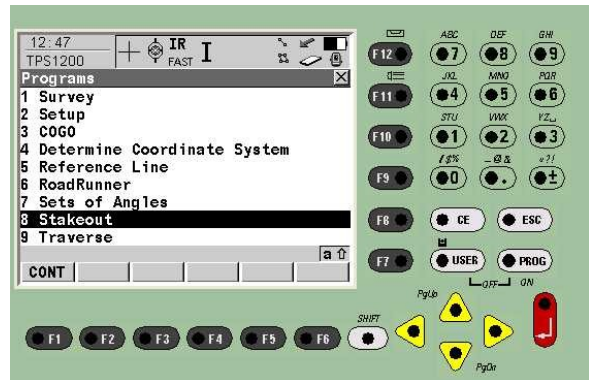 12:47
TPS1200
IR
FAST
I
Programs
1 Survey
2 Setup
3 COGO
4 Determine Coordinate System
5 Reference Line
6 RoadRunner
7 Sets of Angles
8 Stakeout
9 Traverse
a
CONT
F12
F11
F10
F9
F8
F7
ABC DEF GHI
7 8 9
JKL MNO PQR
4 5 6
STU VWX YZ
1 2 3
/$% _@& *?!
0 . ±
CE ESC
USER PROG
OFF ON
PgUp
PgDn
SHIFT
F1 F2 F3 F4 F5 F6